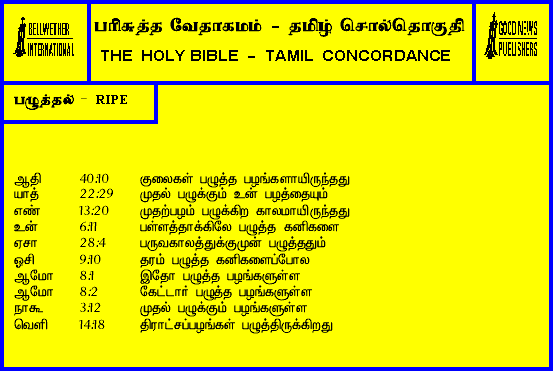 BELLWETHER
INTERNATIONAL
பரிசுத்த வேதாகமம் - தமிழ் சொல்தொகுதி
THE HOLY BIBLE - TAMIL CONCORDANCE
GOOD NEWS
PUBLISHERS
பழுத்தல் - RIPE
ஆதி 40:10 குலைகள் பழுத்த பழங்களாயிருந்தது
யாத் 22:29 முதல் பழுக்கும் உன் பழத்தையும்
எண் 13:20 முதற்பழம் பழுக்கிற காலமாயிருந்தது
உன் 6:11 பள்ளத்தாக்கிலே பழுத்த கனிகளை
ஏசா 28:4 பருவகாலத்துக்குமுன் பழுத்ததும்
ஓசி 9:10 தரம் பழுத்த கனிகளைப்போல
ஆமோ 8:1 இதோ பழுத்த பழங்களுள்ள
ஆமோ 8:2 கேட்டார் பழுத்த பழங்களுள்ள
நாகூ 3:12 முதல் பழுக்கும் பழங்களுள்ள
வெளி 14:18 திராட்சப்பழங்கள் பழுத்திருக்கிறது